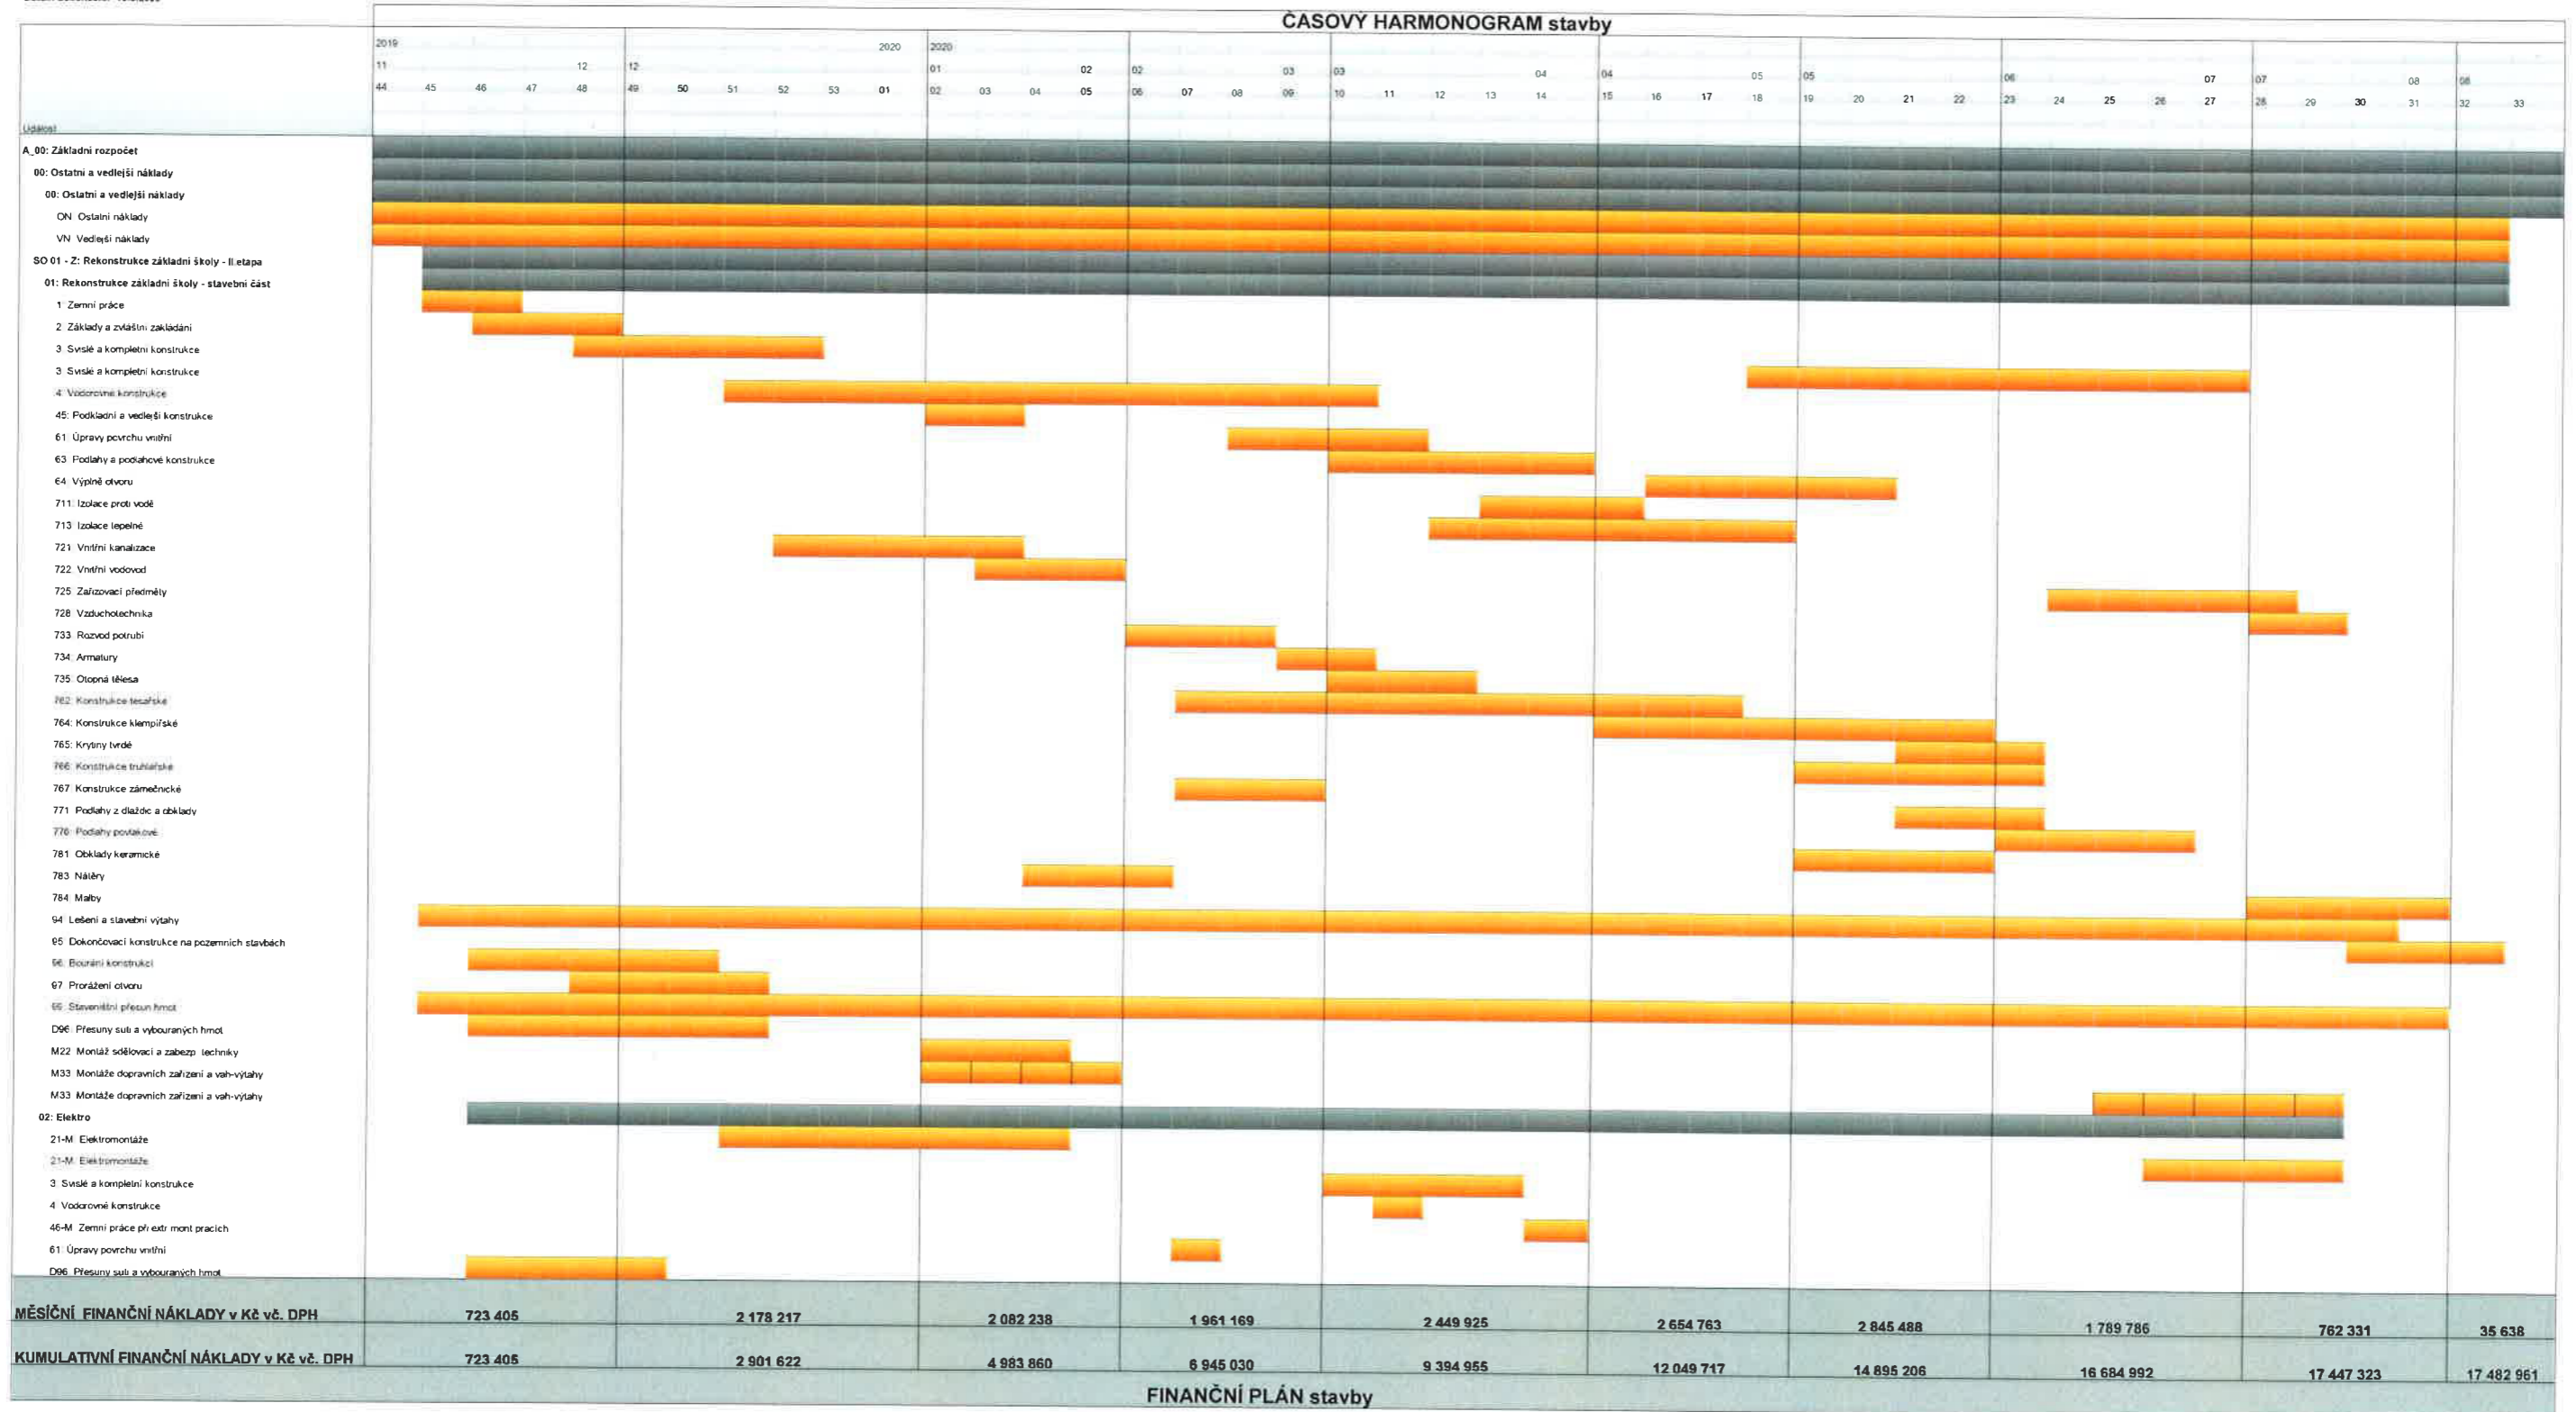 ČASOVÝ HARMONOGRAM stavby
2019 2020 2020
11 12 12 01 02 02 03 03 04 04 05 05 06 07 07 08 08
44 45 46 47 48 49 50 51 52 53 01 02 03 04 05 06 07 08 09 10 11 12 13 14 15 16 17 18 19 20 21 22 23 24 25 26 27 28 29 30 31 32 33
Událost
A_00: Základní rozpočet
00: Ostatní a vedlejší náklady
00: Ostatní a vedlejší náklady
ON Ostatní náklady
VN Vedlejší náklady
SO 01 - Z: Rekonstrukce základní školy - II.etapa
01: Rekonstrukce základní školy - stavební část
1 Zemní práce
2 Základy a zvláštní zakládání
3 Svislé a kompletní konstrukce
3 Svislé a kompletní konstrukce
4 Vodorovné konstrukce
45: Podkladní a vedlejší konstrukce
61 Úpravy povrchu vnitřní
63 Podlahy a podlahové konstrukce
64 Výplně otvoru
711: Izolace proti vodě
713 Izolace tepelné
721 Vnitřní kanalizace
722 Vnitřní vodovod
725 Zařizovací předměty
728 Vzduchotechnika
733 Rozvod potrubí
734 Armatury
735 Otopná tělesa
762 Konstrukce tesařské
764: Konstrukce klempířské
765: Krytiny tvrdé
766 Konstrukce truhlářské
767 Konstrukce zámečnické
771 Podlahy z dlaždic a obklady
776 Podlahy povlakové
781 Obklady keramické
783 Nátěry
784 Malby
94 Lešení a stavební výtahy
95 Dokončovací konstrukce na pozemních stavbách
96 Bourání konstrukcí
97 Prorážení otvoru
99 Staveništní přesun hmot
D96 Přesuny suti a vybouraných hmot
M22 Montáž sdělovací a zabezp techniky
M33 Montáže dopravních zařízení a vah-výtahy
M33 Montáže dopravních zařízení a vah-výtahy
02: Elektro
21-M Elektromontáže
21-M Elektromontáže
3 Svislé a kompletní konstrukce
4 Vodorovné konstrukce
46-M Zemní práce při extr mont pracích
61 Úpravy povrchu vnitřní
D96 Přesuny suti a vybouraných hmot
MĚSÍČNÍ FINANČNÍ NÁKLADY v Kč vč. DPH 723 405 2 178 217 2 082 238 1 961 169 2 449 925 2 654 763 2 845 488 1 789 786 762 331 35 638
KUMULATIVNÍ FINANČNÍ NÁKLADY v Kč vč. DPH 723 405 2 901 622 4 983 860 6 945 030 9 394 955 12 049 717 14 895 206 16 684 992 17 447 323 17 482 961
FINANČNÍ PLÁN stavby